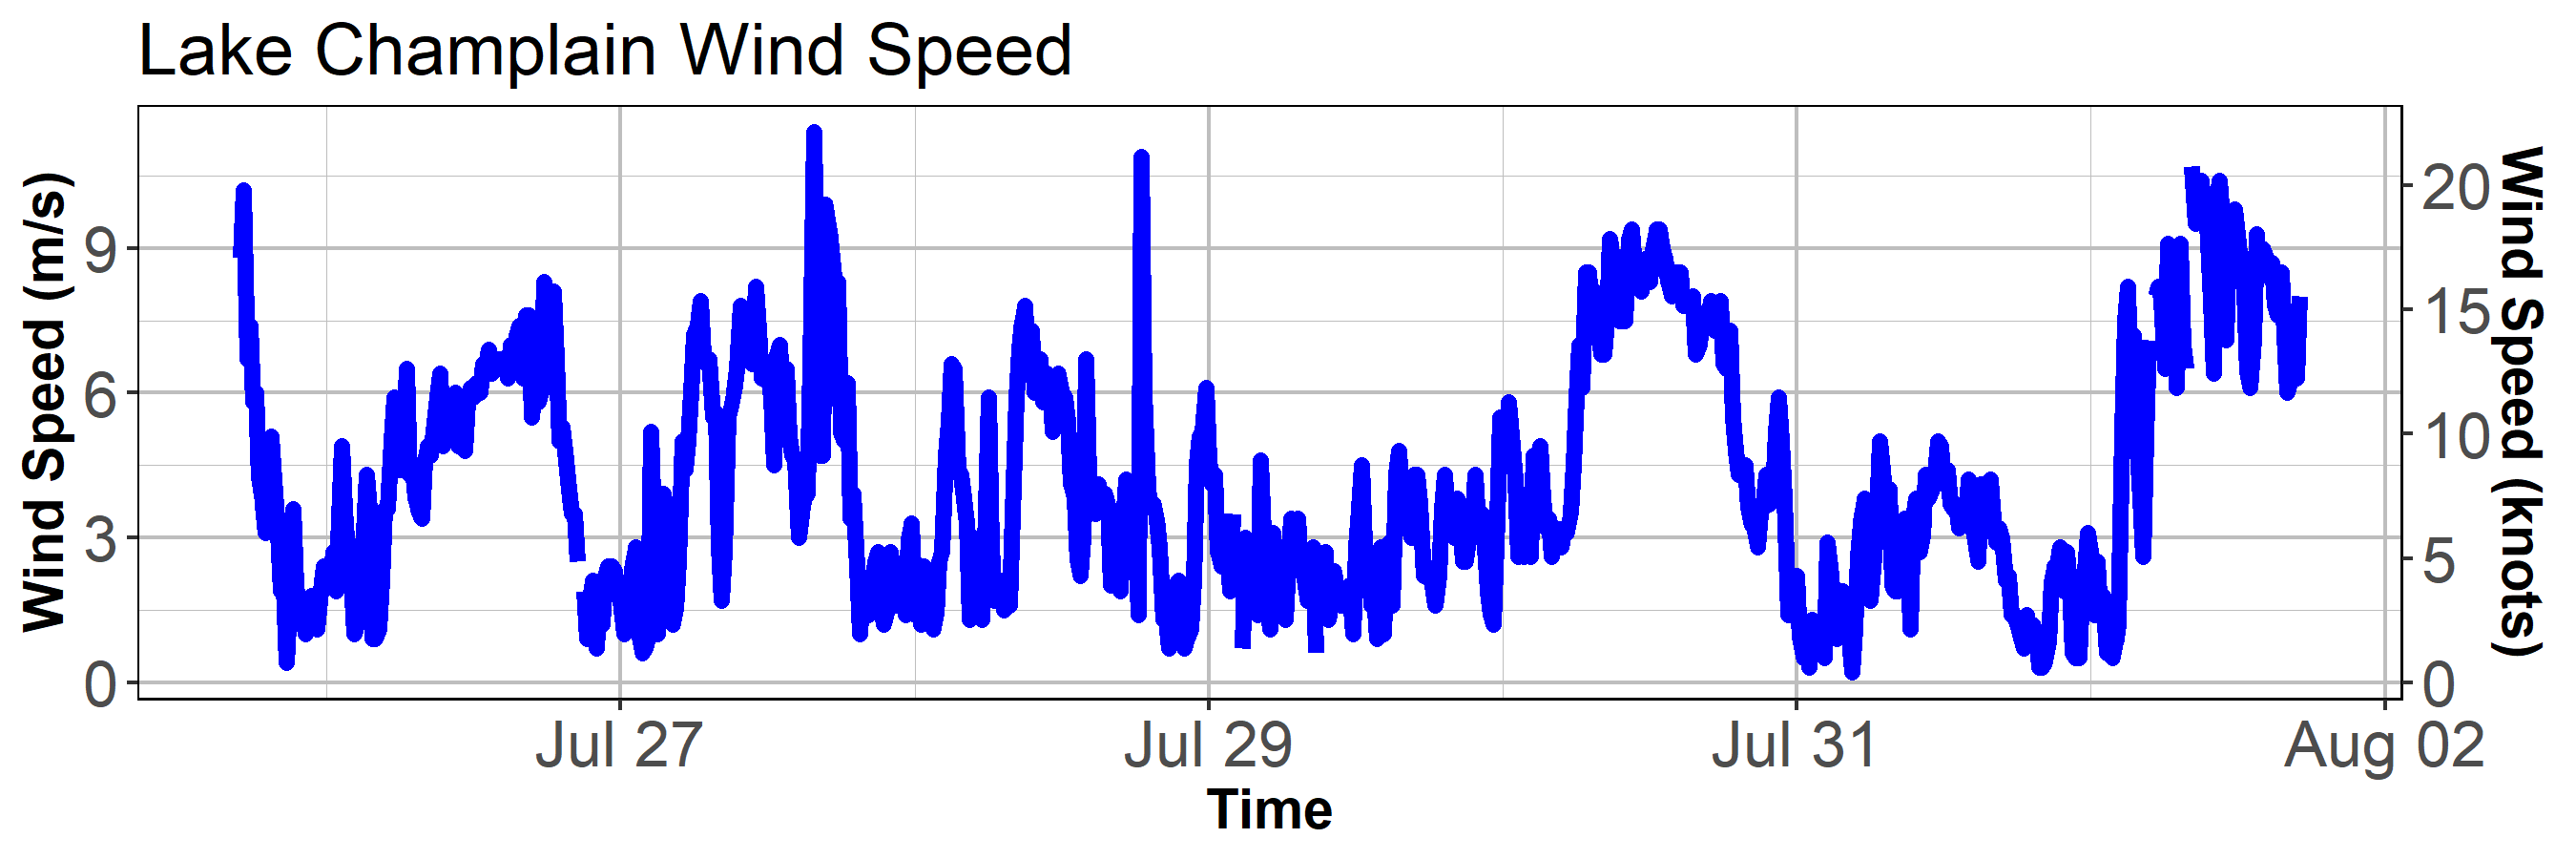 Lake Champlain Wind Speed
Wind Speed (m/s)
9
6
3
0
20
15
10
5
0
Wind Speed (knots)
Jul 27
Jul 29
Jul 31
Aug 02
Time